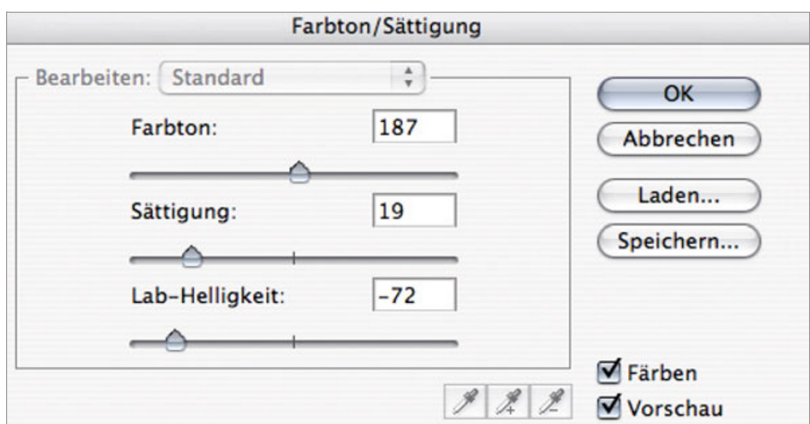 Farbton/Sättigung
Bearbeiten: Standard
Farbton: 187
Sättigung: 19
Lab-Helligkeit: -72
OK
Abbrechen
Laden...
Speichern...
Färben
Vorschau